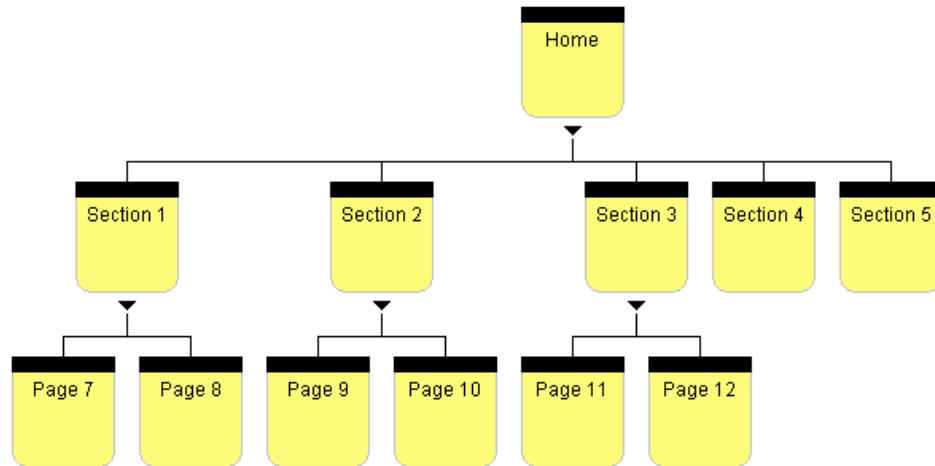 Home
Section 1
Section 2
Section 3
Section 4
Section 5
Page 7
Page 8
Page 9
Page 10
Page 11
Page 12